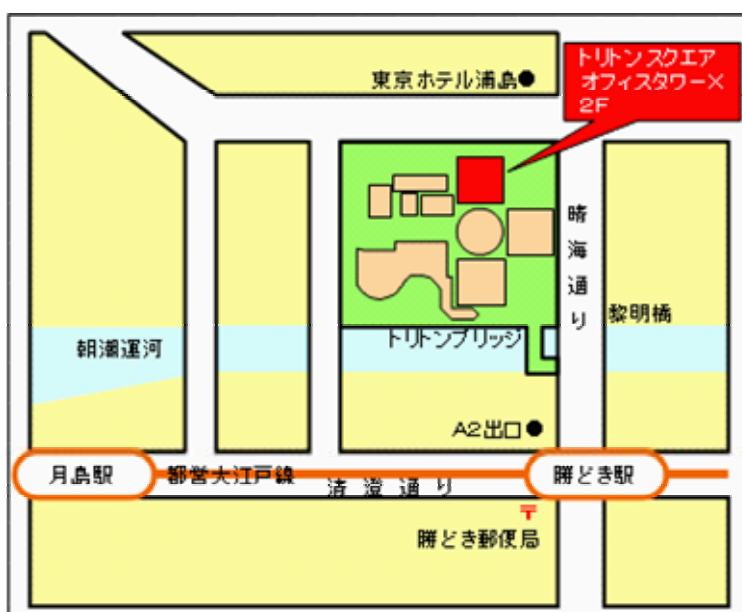 東京ホテル浦島
トリトンスクエア
オフィスタワーX
2F
晴海通り
黎明橋
朝潮運河
トリトンブリッジ
A2出口
月島駅
都営大江戸線
勝どき駅
清澄通り
〒
勝どき郵便局